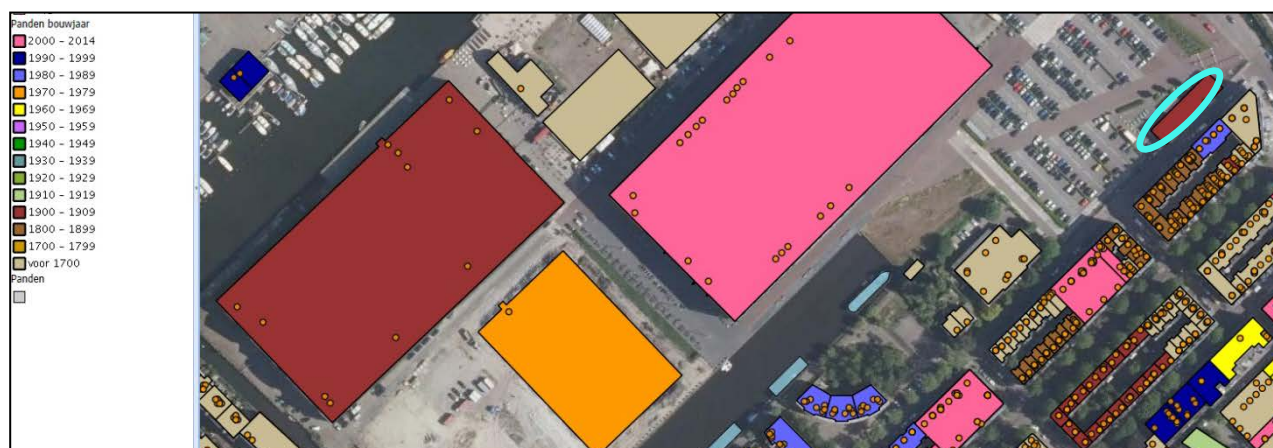 Panden bouwjaar
2000 - 2014
1990 - 1999
1980 - 1989
1970 - 1979
1960 - 1969
1950 - 1959
1940 - 1949
1930 - 1939
1920 - 1929
1910 - 1919
1900 - 1909
1800 - 1899
1700 - 1799
voor 1700
Panden